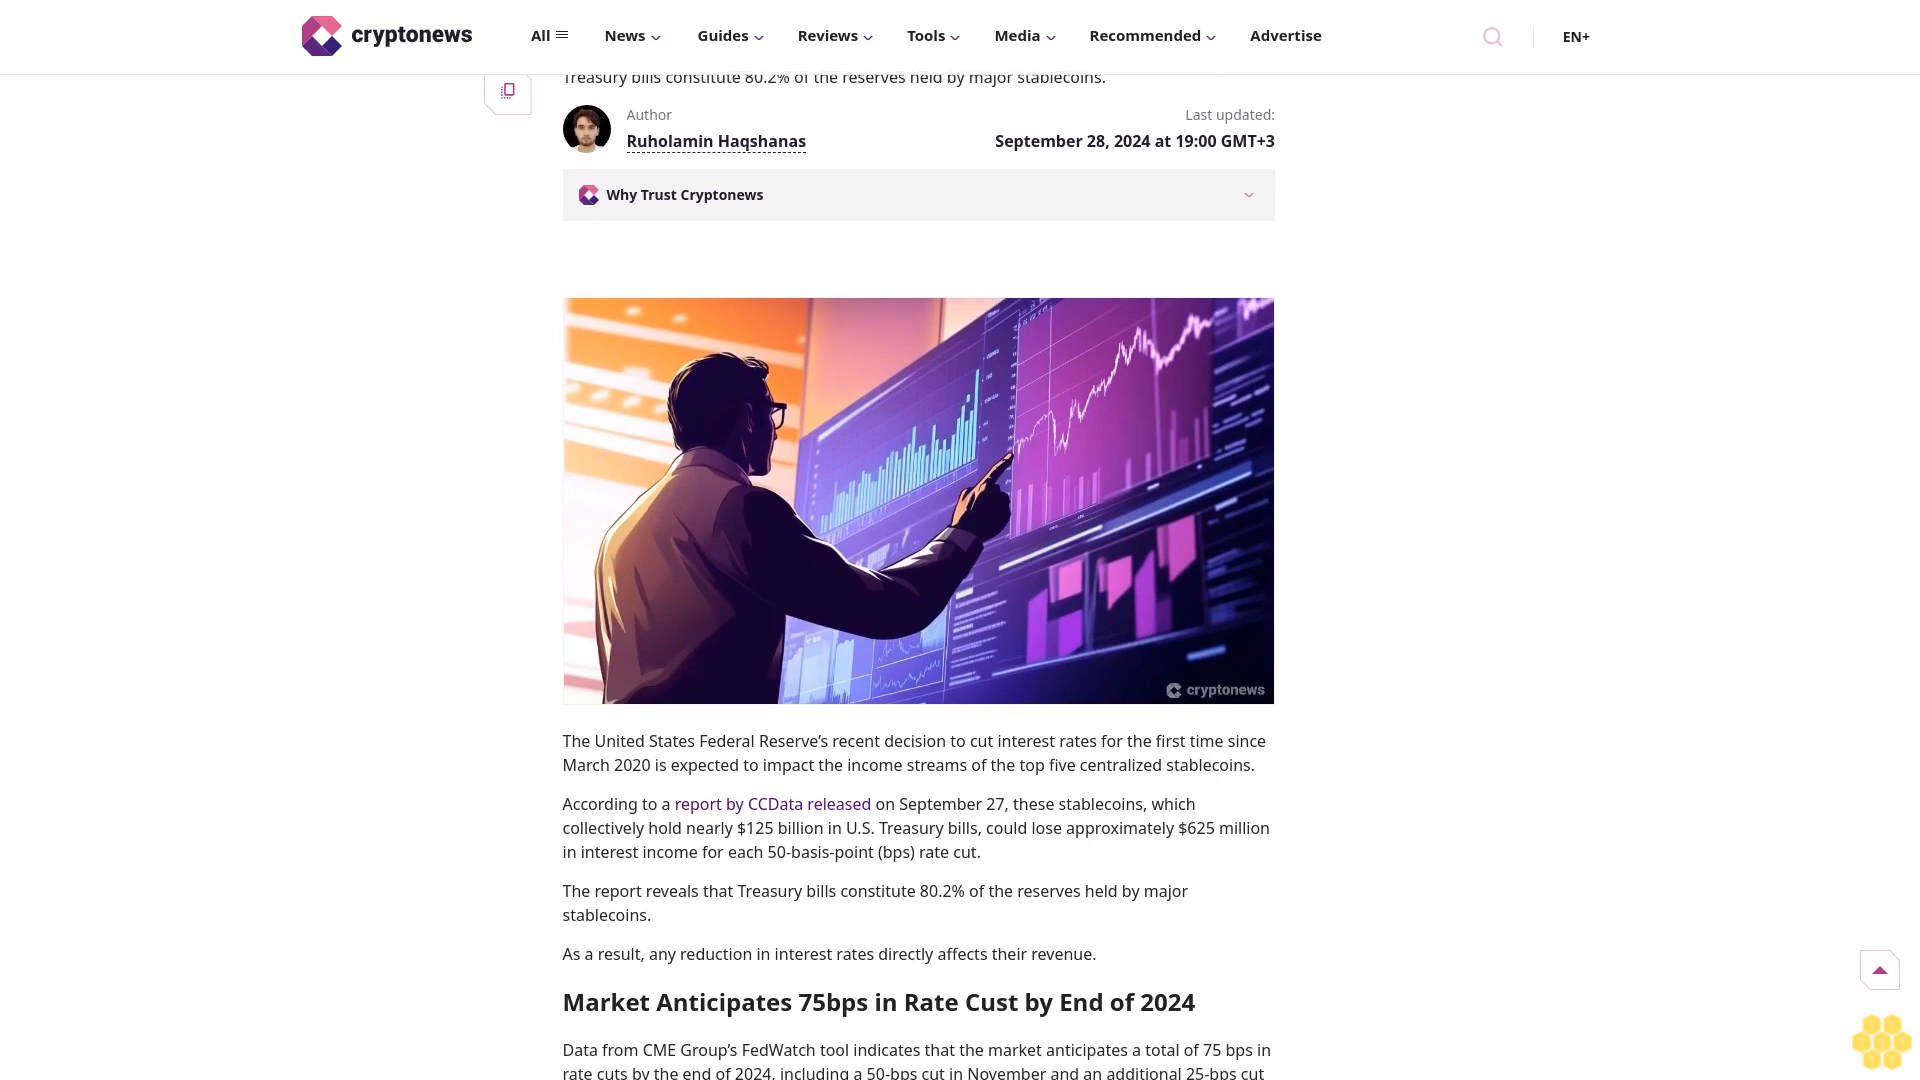 cryptonews
All
News
Guides
Reviews
Tools
Media
Recommended
Advertise
EN+
Treasury bills constitute 80.2% of the reserves held by major stablecoins.
Author
Ruholamin Haqshanas
Last updated:
September 28, 2024 at 19:00 GMT+3
Why Trust Cryptonews
cryptonews
The United States Federal Reserve’s recent decision to cut interest rates for the first time since
March 2020 is expected to impact the income streams of the top five centralized stablecoins.
According to a report by CCData released on September 27, these stablecoins, which
collectively hold nearly $125 billion in U.S. Treasury bills, could lose approximately $625 million
in interest income for each 50-basis-point (bps) rate cut.
The report reveals that Treasury bills constitute 80.2% of the reserves held by major
stablecoins.
As a result, any reduction in interest rates directly affects their revenue.
Market Anticipates 75bps in Rate Cust by End of 2024
Data from CME Group’s FedWatch tool indicates that the market anticipates a total of 75 bps in
rate cuts by the end of 2024, including a 50-bps cut in November and an additional 25-bps cut